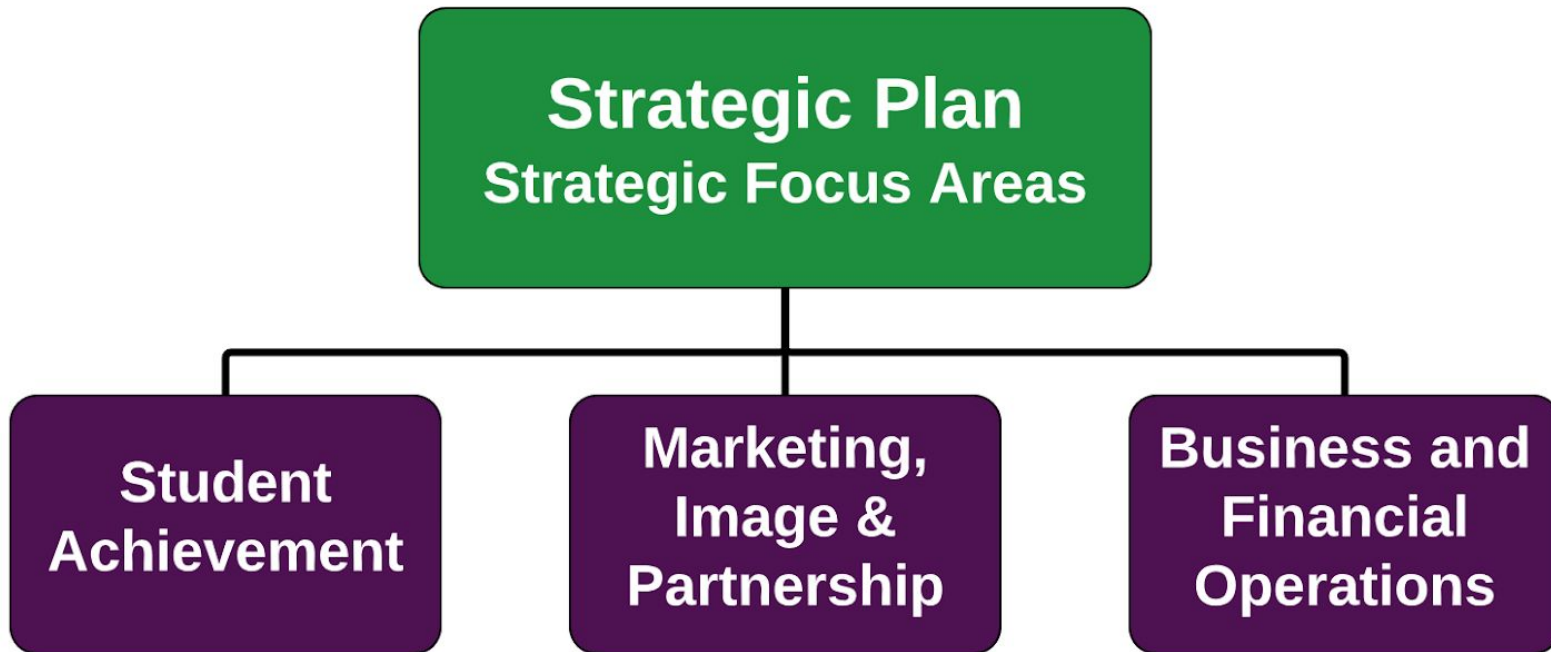 Strategic Plan
Strategic Focus Areas
Student
Achievement
Marketing,
Image &
Partnership
Business and
Financial
Operations